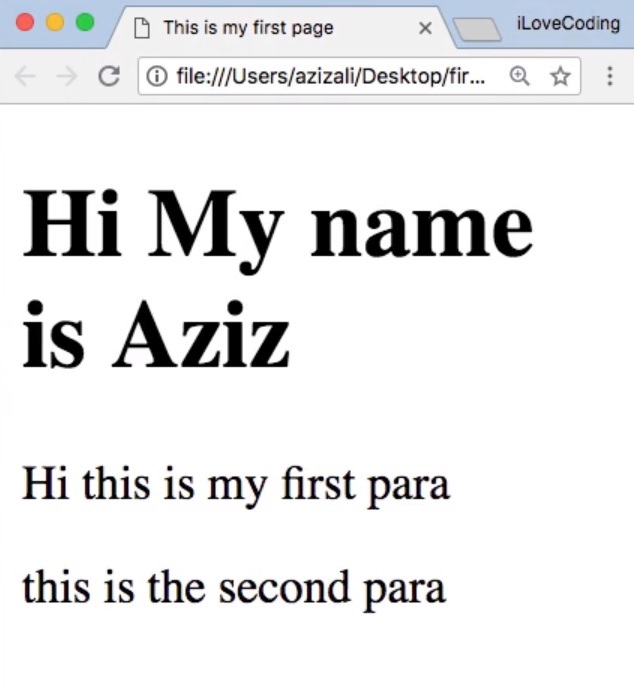 This is my first page
iLoveCoding
file:///Users/azizali/Desktop/fir...
Hi My name
is Aziz
Hi this is my first para
this is the second para